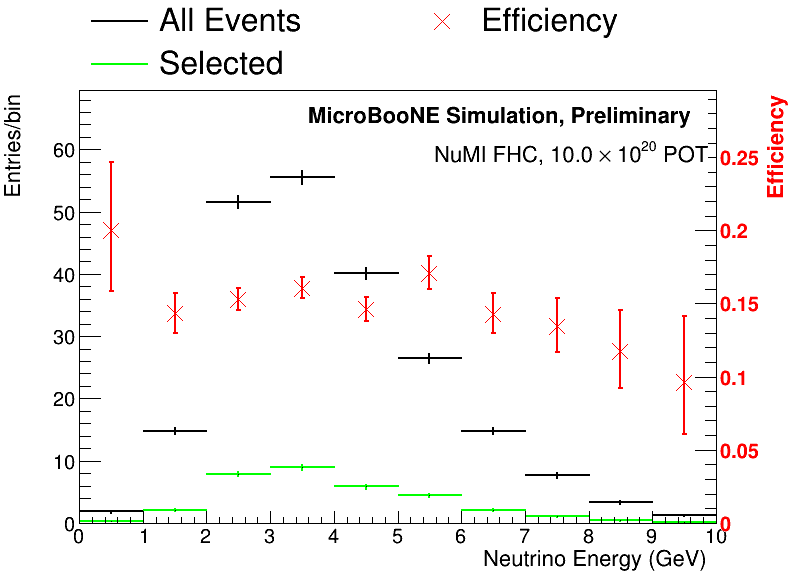 All Events
Efficiency
Selected
MicroBooNE Simulation, Preliminary
NuMI FHC, 10.0 × 10²⁰ POT
Entries/bin
60
50
40
30
20
10
0
Efficiency
0.25
0.2
0.15
0.1
0.05
0
0 1 2 3 4 5 6 7 8 9 10
Neutrino Energy (GeV)